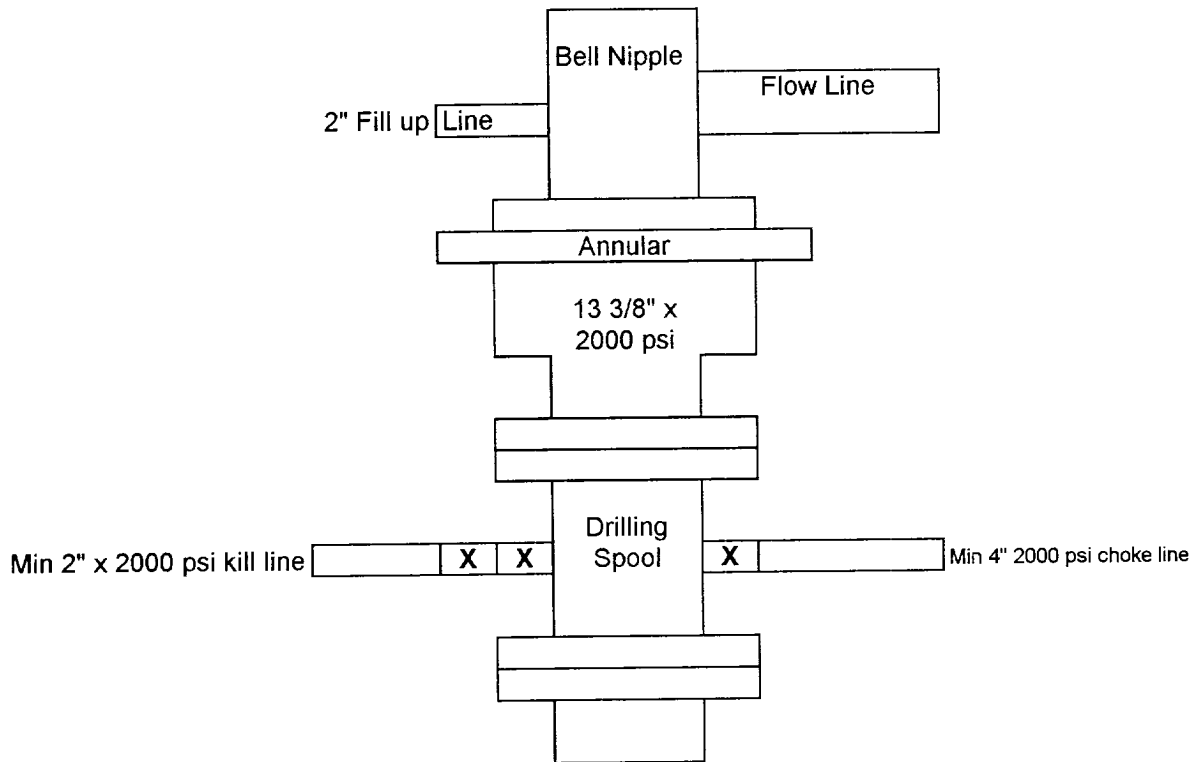 Bell Nipple
Flow Line
2" Fill up Line
Annular
13 3/8" x
2000 psi
Drilling
Spool
Min 2" x 2000 psi kill line
X X
X
Min 4" 2000 psi choke line